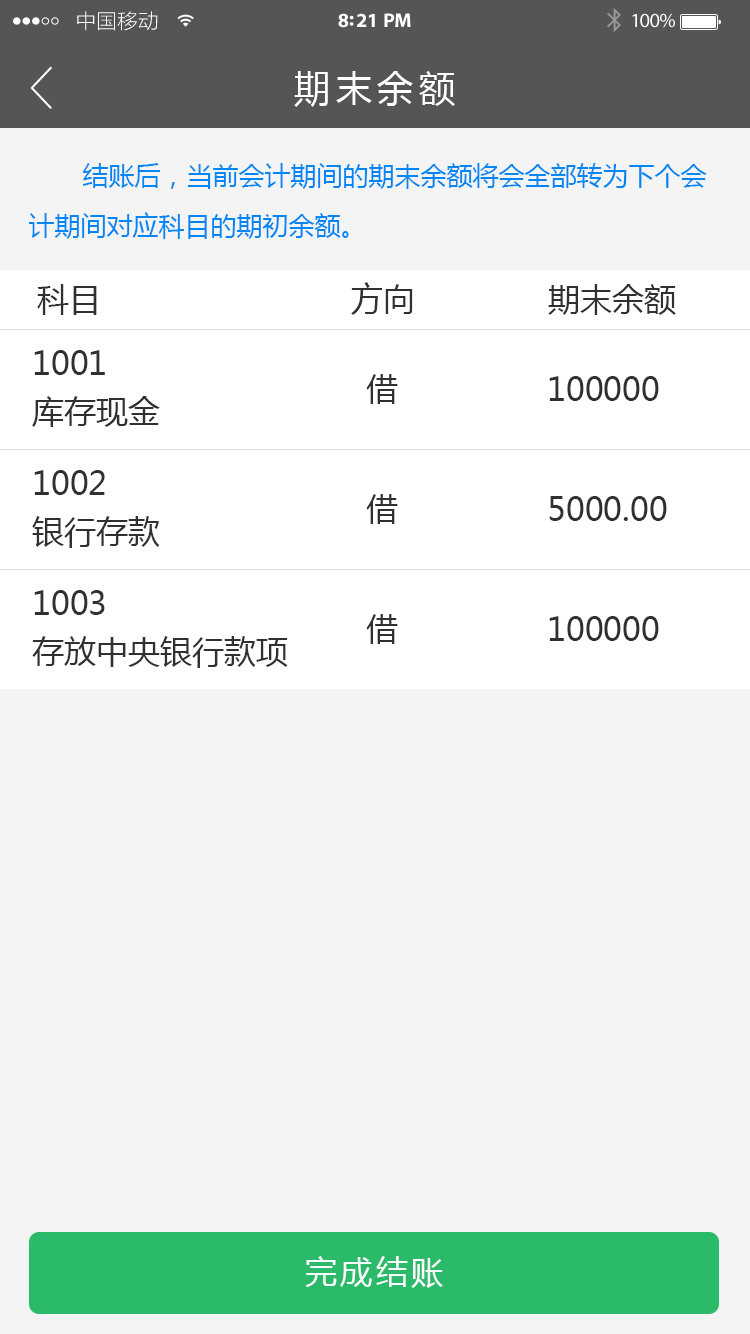 中国移动 8:21 PM 100%
期末余额
结账后，当前会计期间的期末余额将会全部转为下个会
计期间对应科目的期初余额。
科目 方向 期末余额
1001
库存现金 借 100000
1002
银行存款 借 5000.00
1003
存放中央银行款项 借 100000
完成结账